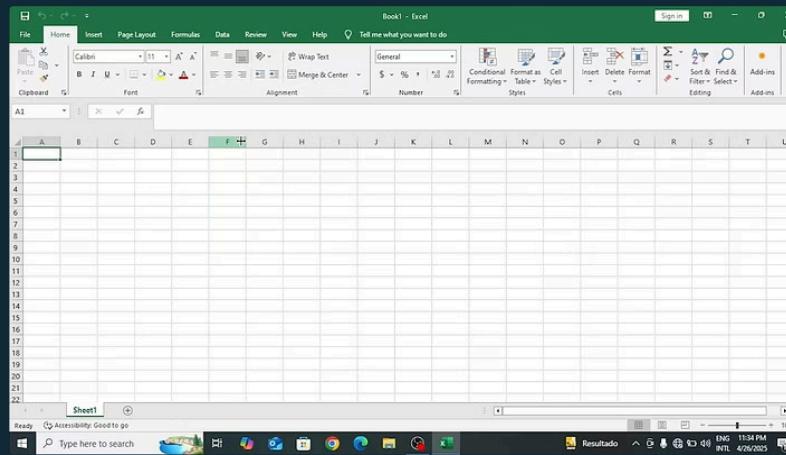 Book1 - Excel
Sign in
File Home Insert Page Layout Formulas Data Review View Help Tell me what you want to do
Paste
Calibri 11 A A
B I U A
Wrap Text
Merge & Center
General
$ % ,
Conditional Formatting
Format as Table
Cell Styles
Insert Delete Format
Sort & Filter
Find & Select
Add-ins
Clipboard Font Alignment Number Styles Cells Editing Add-ins
A1 fx
A B C D E F G H I J K L M N O P Q R S T
1
2
3
4
5
6
7
8
9
10
11
12
13
14
15
16
17
18
19
20
21
22
Sheet1
Ready Accessibility: Good to go
Type here to search
Resultado
ENG 11:34 PM
INTL 4/26/2025